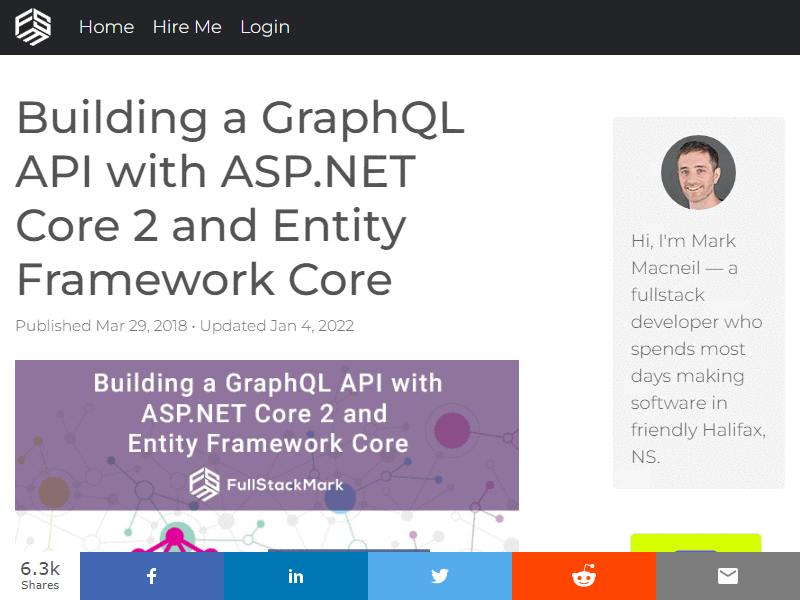 Home Hire Me Login
Building a GraphQL
API with ASP.NET
Core 2 and Entity
Framework Core
Published Mar 29, 2018 • Updated Jan 4, 2022
Building a GraphQL API with
ASP.NET Core 2 and
Entity Framework Core
FullStackMark
Hi, I'm Mark
Macneil — a
fullstack
developer who
spends most
days making
software in
friendly Halifax,
NS.
6.3k
Shares